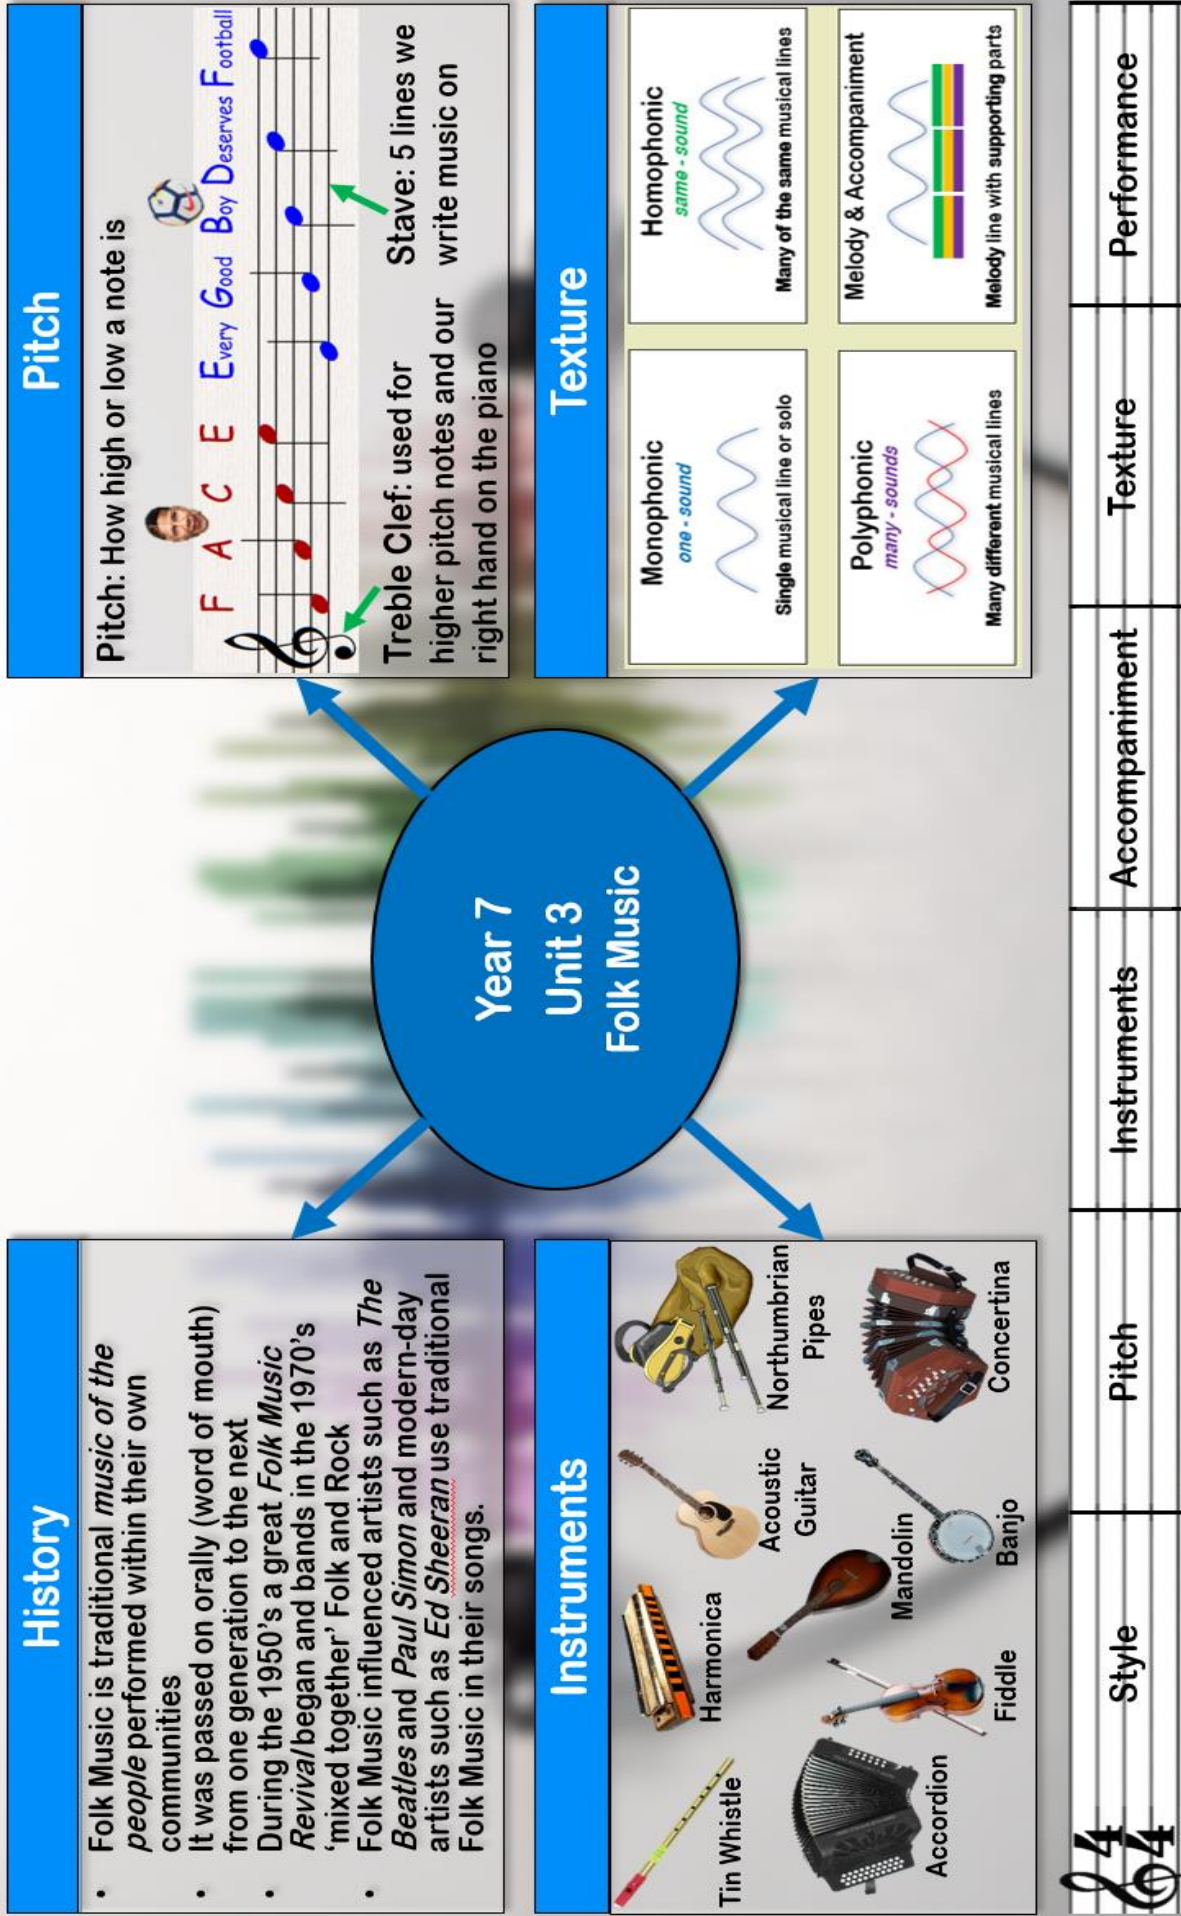 History
• Folk Music is traditional music of the
people performed within their own
communities
• It was passed on orally (word of mouth)
from one generation to the next
• During the 1950's a great Folk Music
Revival began and bands in the 1970's
'mixed together' Folk and Rock
• Folk Music influenced artists such as The
Beatles and Paul Simon and modern-day
artists such as Ed Sheeran use traditional
Folk Music in their songs.
Pitch
Pitch: How high or low a note is
F A C E Every Good Boy Deserves Football
Treble Clef: used for
higher pitch notes and our
right hand on the piano
Stave: 5 lines we
write music on
Year 7
Unit 3
Folk Music
Instruments
Tin Whistle
Harmonica
Acoustic
Guitar
Northumbrian
Pipes
Accordion
Fiddle
Mandolin
Banjo
Concertina
Texture
Monophonic
one - sound
Single musical line or solo
Homophonic
same - sound
Many of the same musical lines
Polyphonic
many - sounds
Many different musical lines
Melody & Accompaniment
Melody line with supporting parts
4
4
Style
Pitch
Instruments
Accompaniment
Texture
Performance